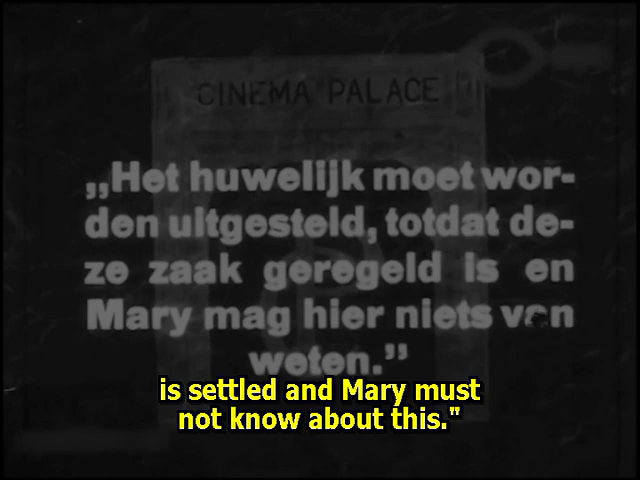 CINEMA PALACE
„Het huwelijk moet wor-
den uitgesteld, totdat de-
ze zaak geregeld is en
Mary mag hier niets van
weten.”
is settled and Mary must
not know about this."